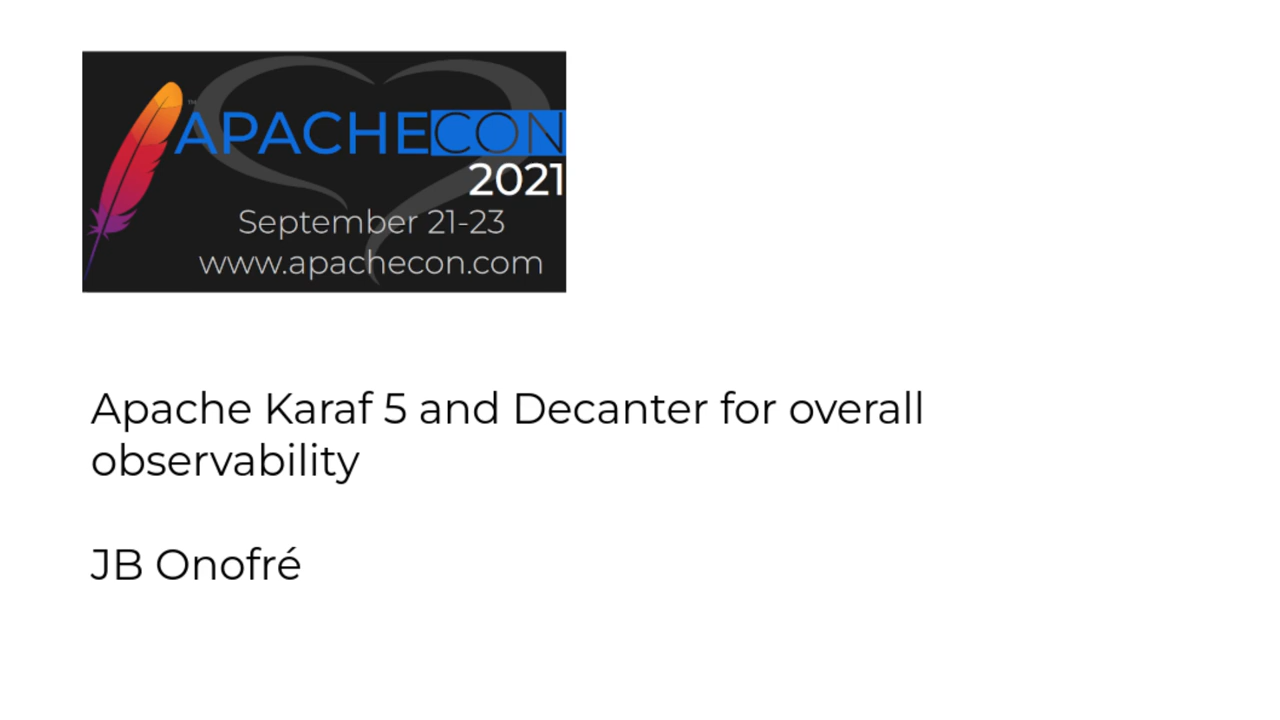 APACHECON
2021
September 21-23
www.apachecon.com
Apache Karaf 5 and Decanter for overall
observability
JB Onofré